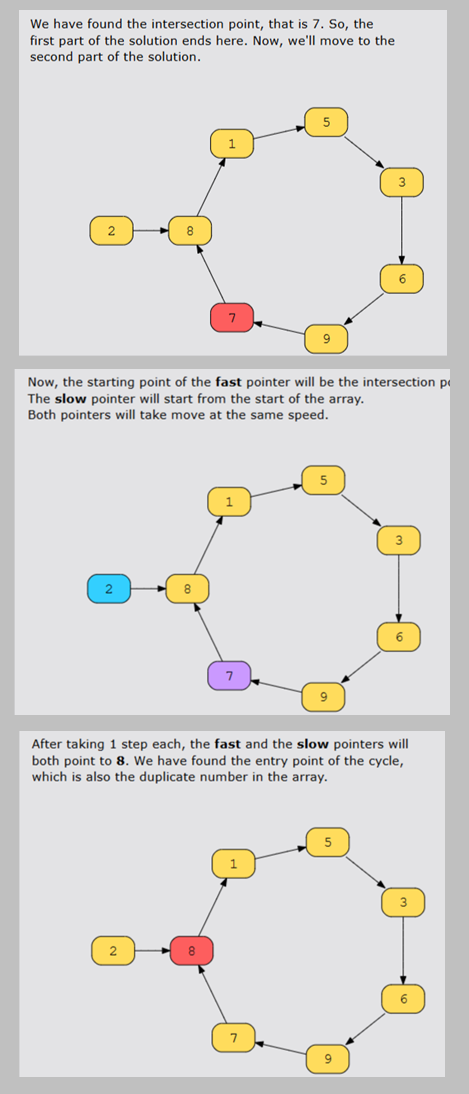 We have found the intersection point, that is 7. So, the
first part of the solution ends here. Now, we'll move to the
second part of the solution.
5
1
3
2
8
6
7
9
Now, the starting point of the fast pointer will be the intersection
The slow pointer will start from the start of the array.
Both pointers will take move at the same speed.
5
1
3
2
8
6
7
9
After taking 1 step each, the fast and the slow pointers will
both point to 8. We have found the entry point of the cycle,
which is also the duplicate number in the array.
5
1
3
2
8
6
7
9